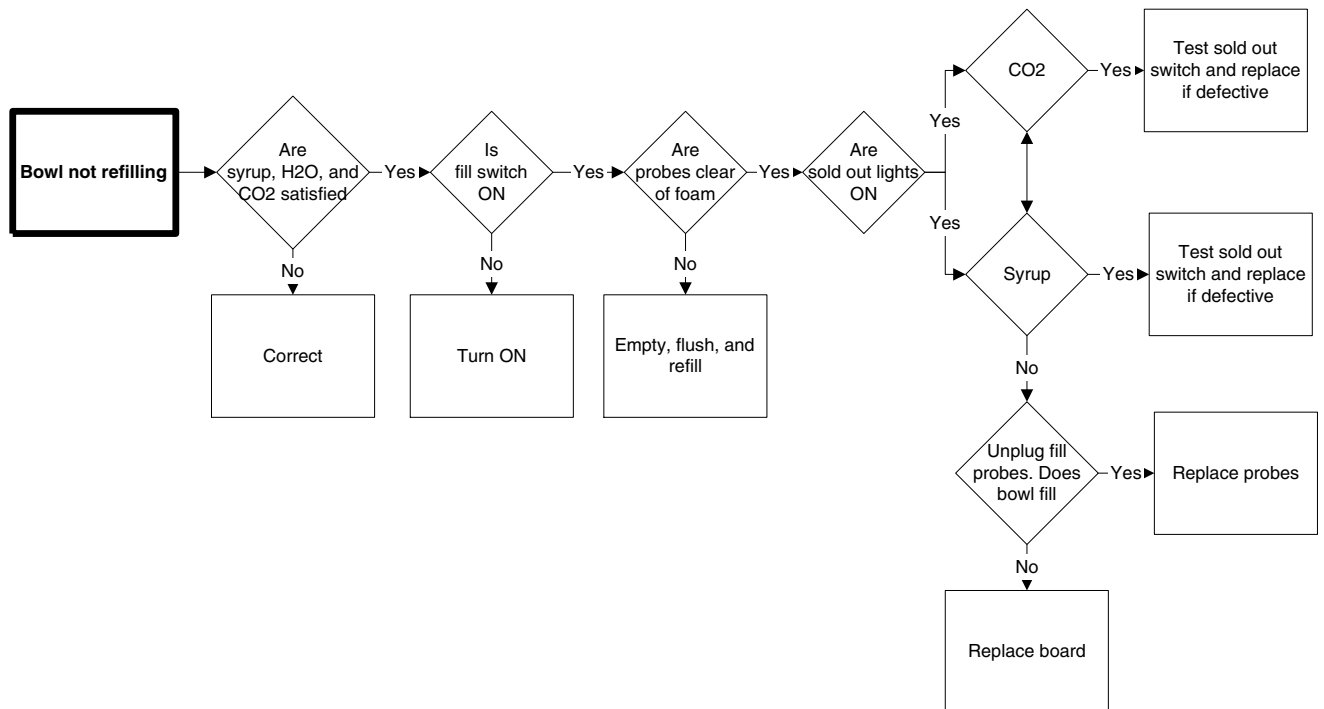 Bowl not refilling
Are
syrup, H2O, and
CO2 satisfied
Yes
No
Correct
Is
fill switch
ON
Yes
No
Turn ON
Are
probes clear
of foam
Yes
No
Empty, flush, and
refill
Are
sold out lights
ON
Yes
Yes
CO2
Yes
Test sold out
switch and replace
if defective
Syrup
Yes
Test sold out
switch and replace
if defective
No
Unplug fill
probes. Does
bowl fill
Yes
Replace probes
No
Replace board